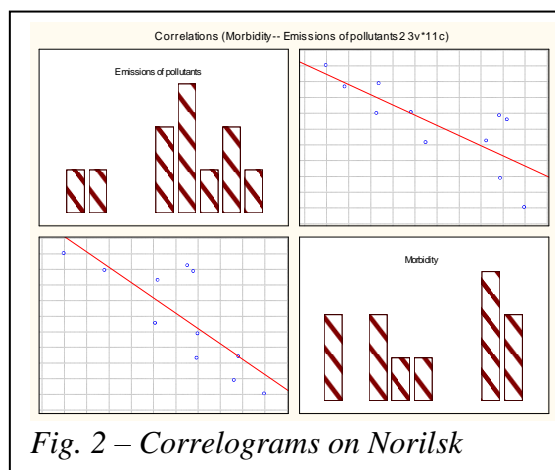 Correlations (Morbidity-- Emissions of pollutants2 3v*11c)
Emissions of pollutants
Morbidity
Fig. 2 – Correlograms on Norilsk